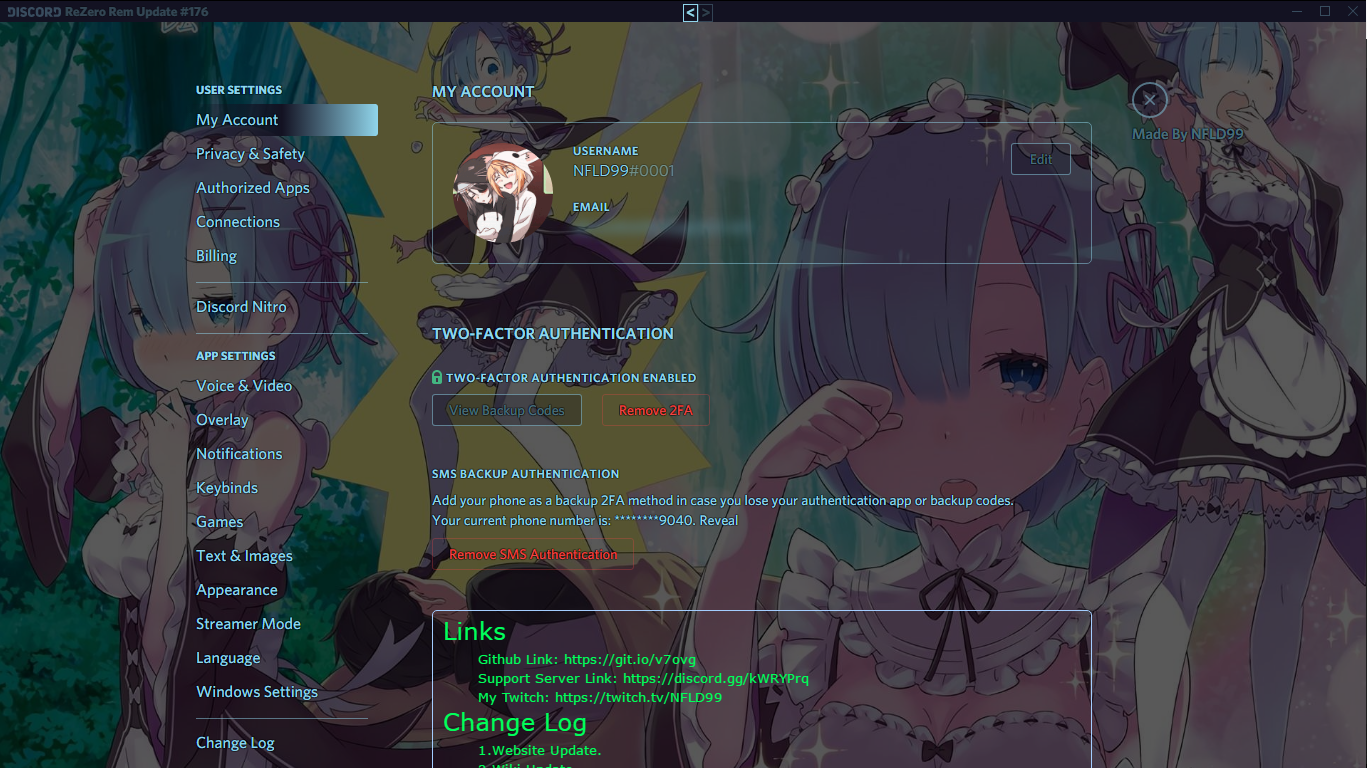 DISCORD ReZero Rem Update #176
< >
USER SETTINGS
My Account
Privacy & Safety
Authorized Apps
Connections
Billing
Discord Nitro
APP SETTINGS
Voice & Video
Overlay
Notifications
Keybinds
Games
Text & Images
Appearance
Streamer Mode
Language
Windows Settings
Change Log
MY ACCOUNT
USERNAME
NFLD99#0001
Edit
EMAIL
Made By NFLD99
TWO-FACTOR AUTHENTICATION
TWO-FACTOR AUTHENTICATION ENABLED
View Backup Codes
Remove 2FA
SMS BACKUP AUTHENTICATION
Add your phone as a backup 2FA method in case you lose your authentication app or backup codes.
Your current phone number is: ********9040. Reveal
Remove SMS Authentication
Links
Github Link: https://git.io/v7ovg
Support Server Link: https://discord.gg/kWRYPrq
My Twitch: https://twitch.tv/NFLD99
Change Log
1.Website Update.
2.Wiki Update.